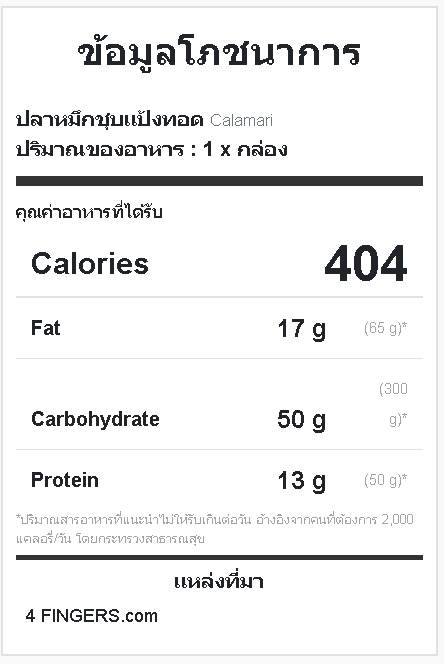 ข้อมูลโภชนาการ
ปลาหมึกชุบแป้งทอด Calamari
ปริมาณของอาหาร : 1 x กล่อง
คุณค่าอาหารที่ได้รับ
Calories 404
Fat 17 g (65 g)*
Carbohydrate 50 g (300 g)*
Protein 13 g (50 g)*
*ปริมาณสารอาหารที่แนะนำไม่ให้รับเกินต่อวัน อ้างอิงจากคนที่ต้องการ 2,000
แคลอรี่/วัน โดยกระทรวงสาธารณสุข
แหล่งที่มา
4 FINGERS.com